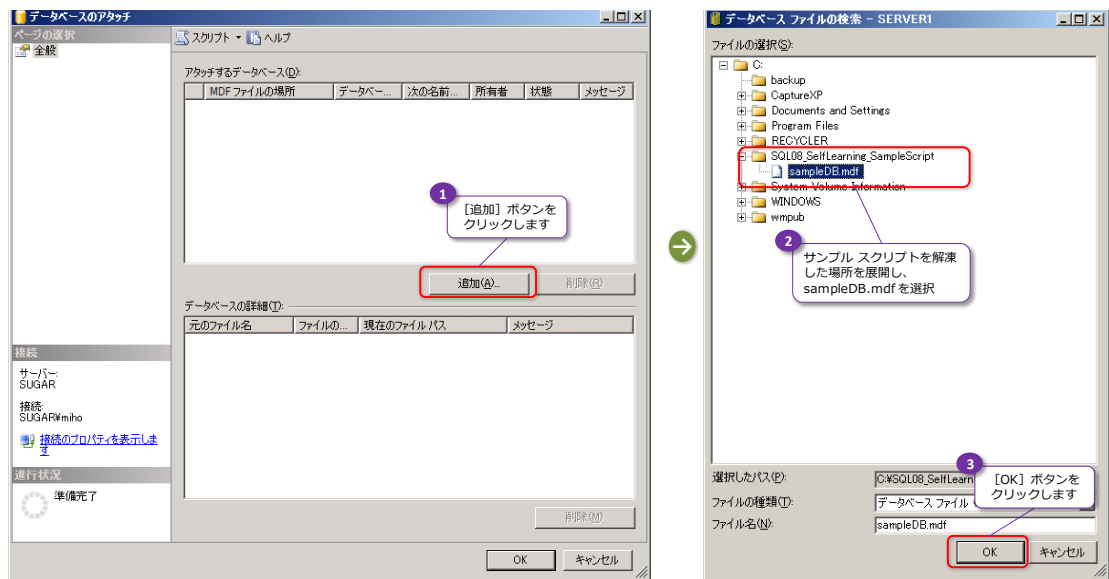 データベースのアタッチ
ページの選択
全般
スクリプト
ヘルプ
アタッチするデータベース(D):
MDF ファイルの場所
データベー...
次の名前...
所有者
状態
メッセージ
1
[追加] ボタンを
クリックします
追加(A)...
削除(R)
データベースの詳細(T):
元のファイル名
ファイルの...
現在のファイル パス
メッセージ
接続
サーバー:
SUGAR
接続:
SUGAR¥miho
接続のプロパティを表示しま
す
進行状況
準備完了
削除(M)
OK
キャンセル
データベース ファイルの検索 - SERVER1
ファイルの選択(S):
C:
backup
CaptureXP
Documents and Settings
Program Files
RECYCLER
SQL08_SelfLearning_SampleScript
sampleDB.mdf
System Volume Information
WINDOWS
wmpub
2
サンプル スクリプトを解凍
した場所を展開し、
sampleDB.mdf を選択
選択したパス(P):
C:¥SQL08_SelfLearn
ファイルの種類(T):
データベース ファイル
ファイル名(N):
sampleDB.mdf
3
[OK] ボタンを
クリックします
OK
キャンセル